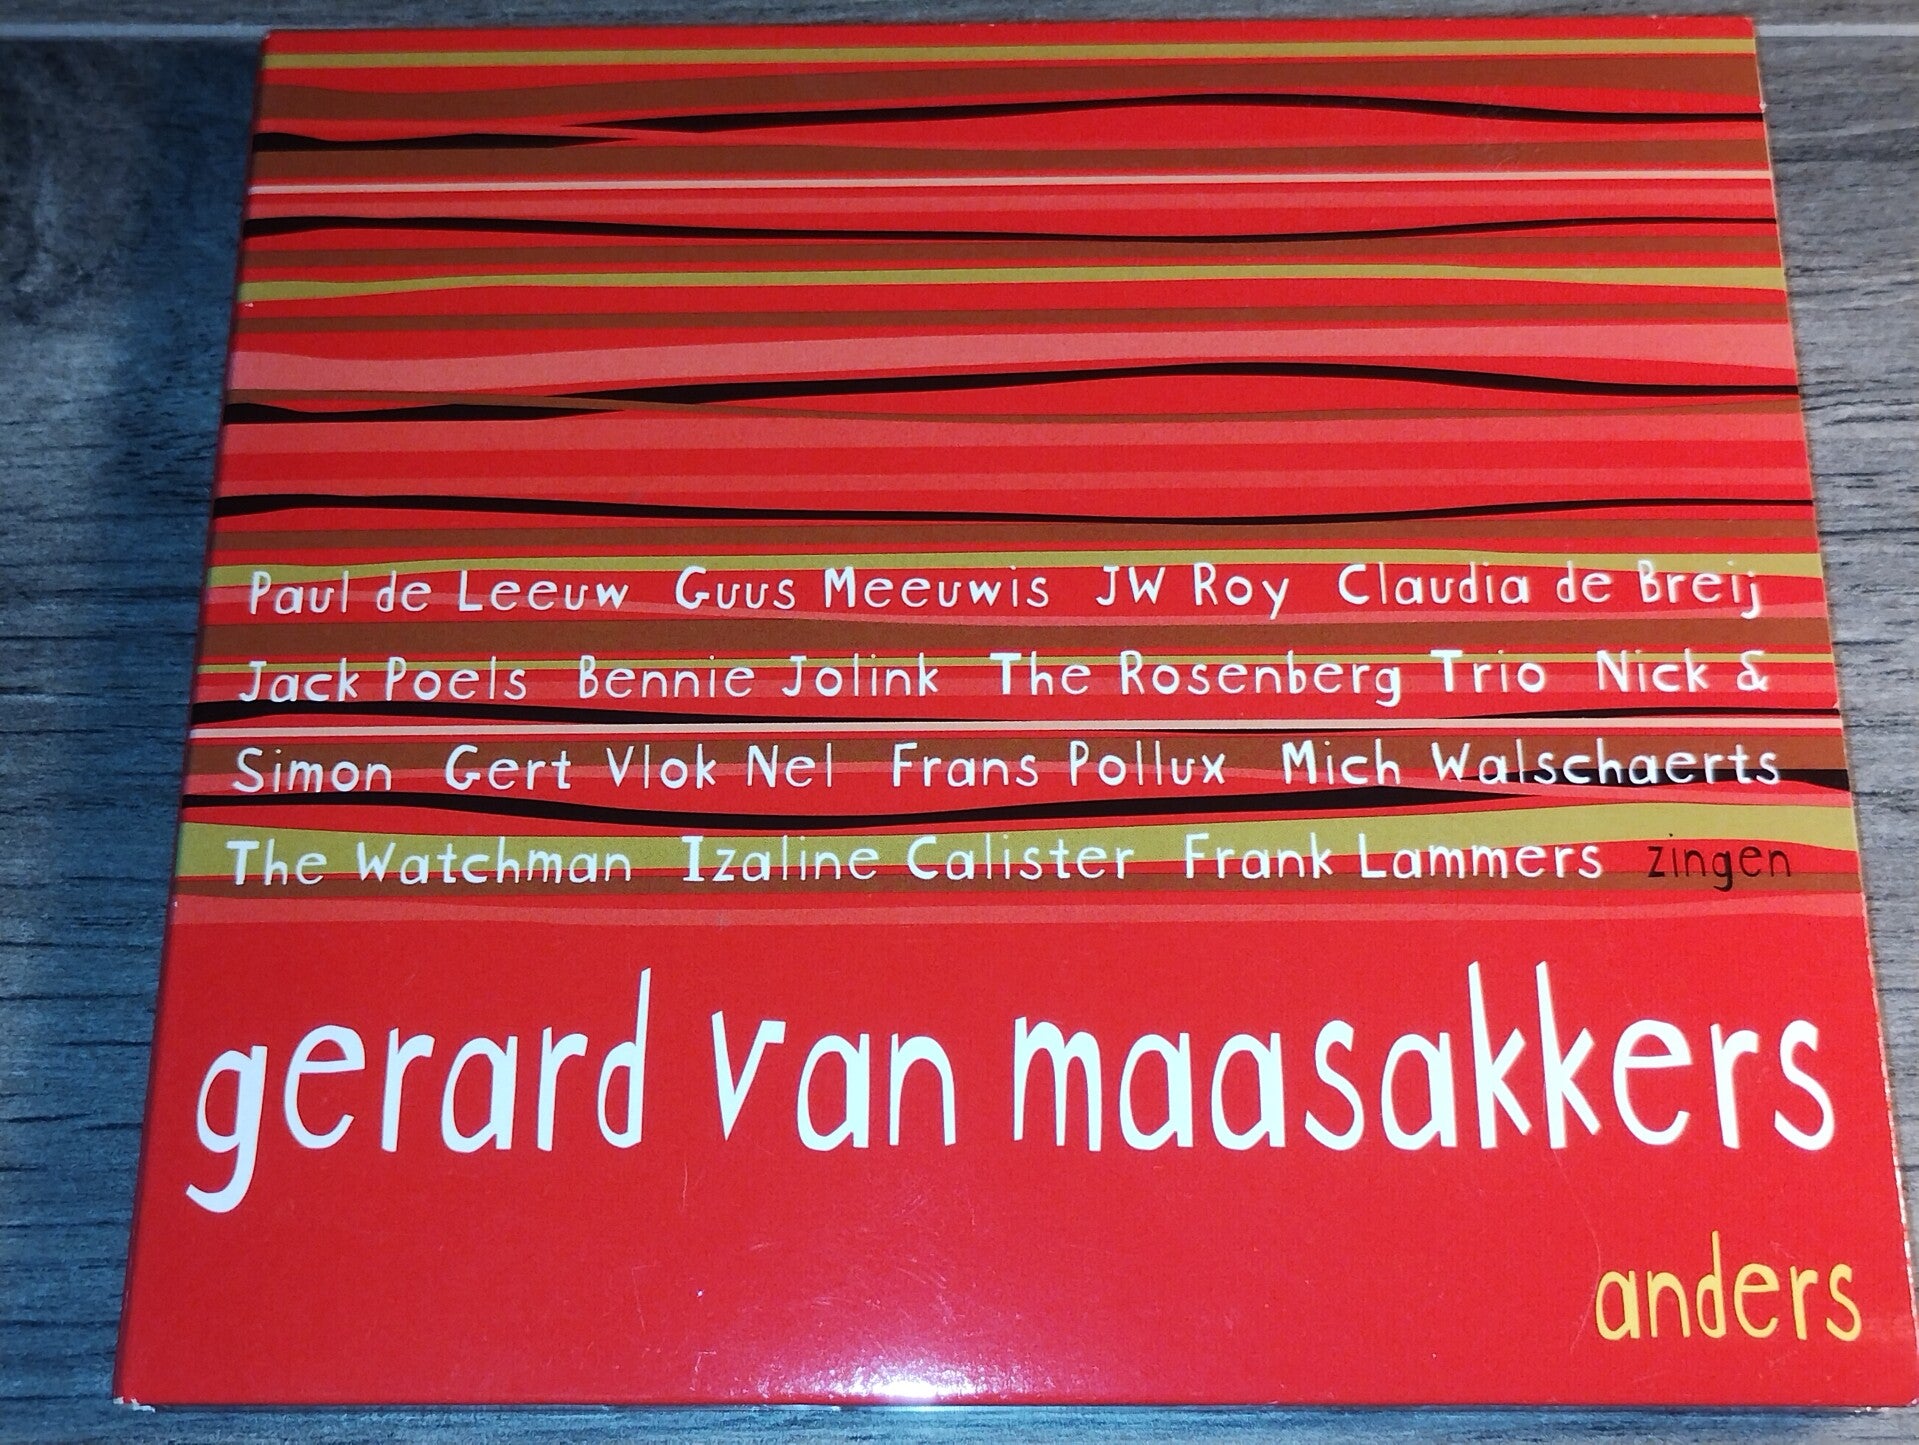 Paul de Leeuw Guus Meeuwis JW Roy Claudia de Breij
Jack Poels Bennie Jolink The Rosenberg Trio Nick &
Simon Gert Vlok Nel Frans Pollux Mich Walschaerts
The Watchman Izaline Calister Frank Lammers zingen
gerard van maasakkers
anders